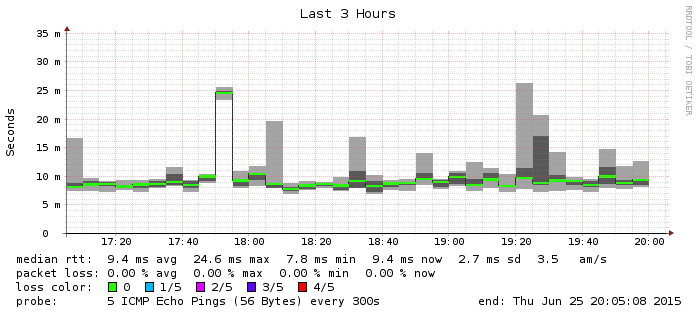 Last 3 Hours
RRDTOOL / TOBI OETIKER
Seconds
35 m
30 m
25 m
20 m
15 m
10 m
5 m
0
17:20 17:40 18:00 18:20 18:40 19:00 19:20 19:40 20:00
median rtt: 9.4 ms avg 24.6 ms max 7.8 ms min 9.4 ms now 2.7 ms sd 3.5 am/s
packet loss: 0.00 % avg 0.00 % max 0.00 % min 0.00 % now
loss color: 0 1/5 2/5 3/5 4/5
probe: 5 ICMP Echo Pings (56 Bytes) every 300s end: Thu Jun 25 20:05:08 2015